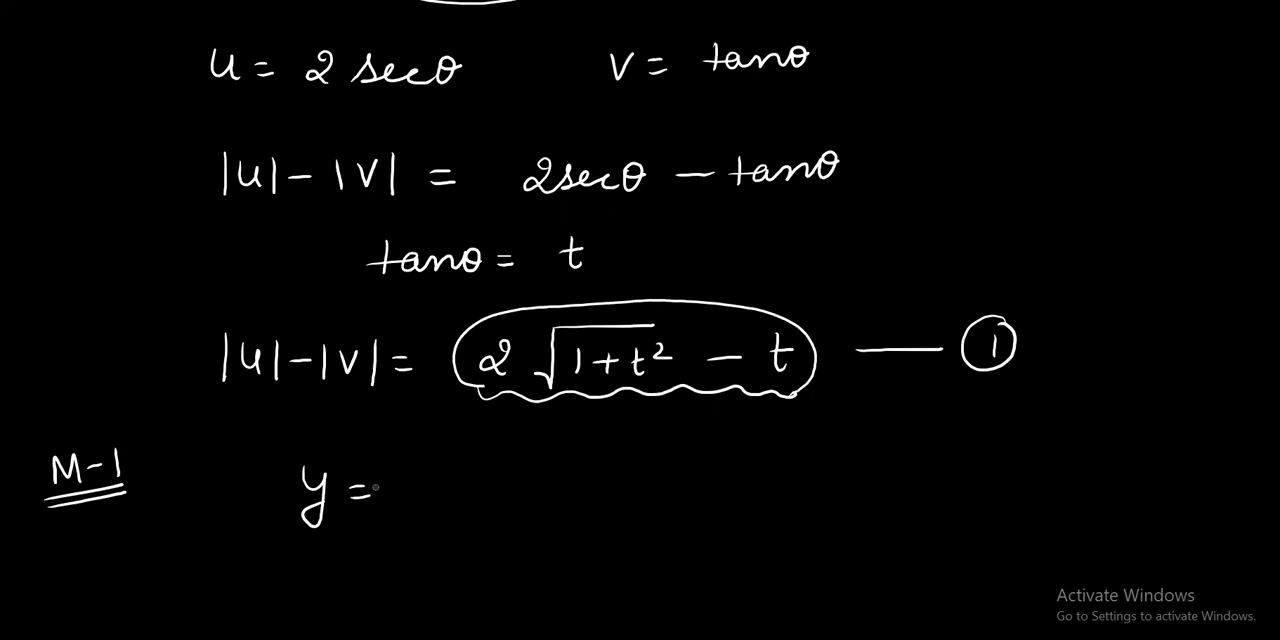 u = 2 secθ v = tanθ
|u| - |v| = 2secθ - tanθ
tanθ = t
|u| - |v| = 2 √1+t² - t — ①
M-1 y =
Activate Windows
Go to Settings to activate Windows.